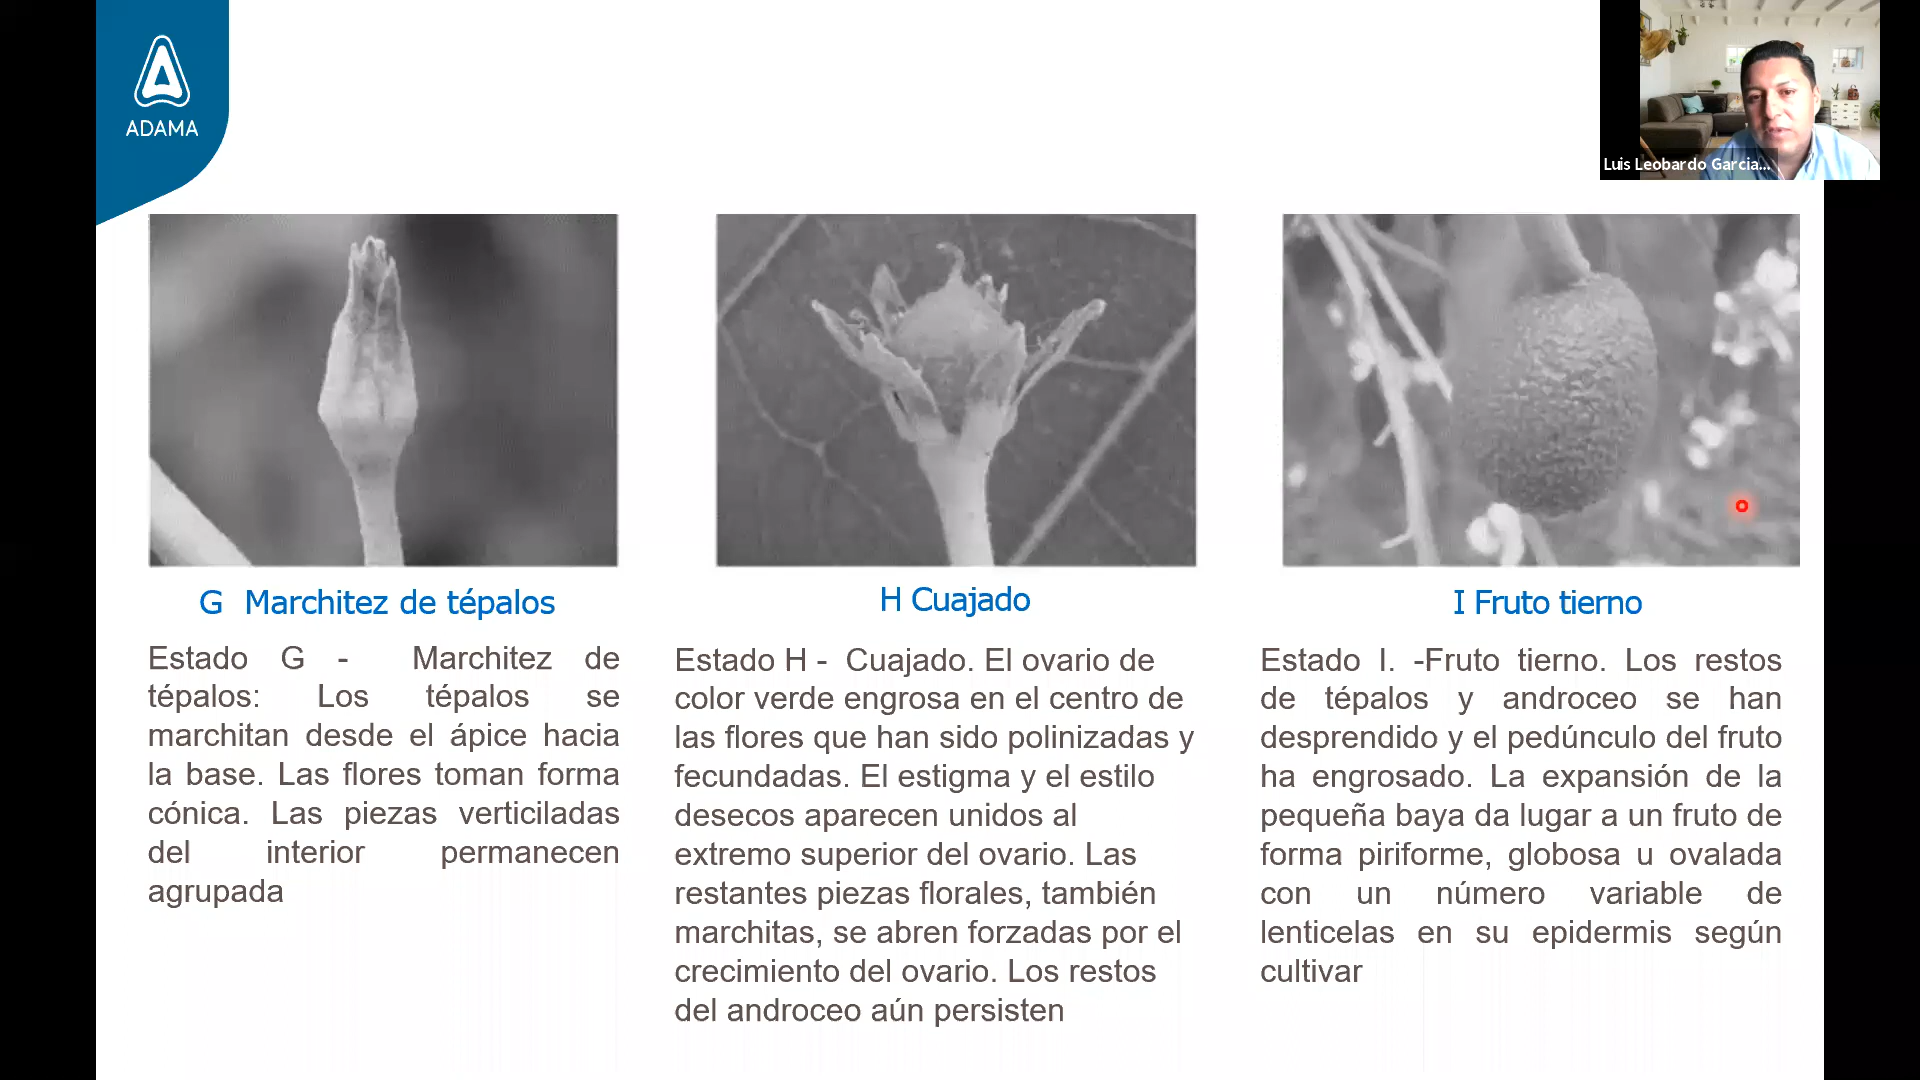 ADAMA
Luis Leobardo Garcia...
G Marchitez de tépalos
Estado G - Marchitez de
tépalos: Los tépalos se
marchitan desde el ápice hacia
la base. Las flores toman forma
cónica. Las piezas verticiladas
del interior permanecen
agrupada
H Cuajado
Estado H - Cuajado. El ovario de
color verde engrosa en el centro de
las flores que han sido polinizadas y
fecundadas. El estigma y el estilo
desecos aparecen unidos al
extremo superior del ovario. Las
restantes piezas florales, también
marchitas, se abren forzadas por el
crecimiento del ovario. Los restos
del androceo aún persisten
I Fruto tierno
Estado I. -Fruto tierno. Los restos
de tépalos y androceo se han
desprendido y el pedúnculo del fruto
ha engrosado. La expansión de la
pequeña baya da lugar a un fruto de
forma piriforme, globosa u ovalada
con un número variable de
lenticelas en su epidermis según
cultivar